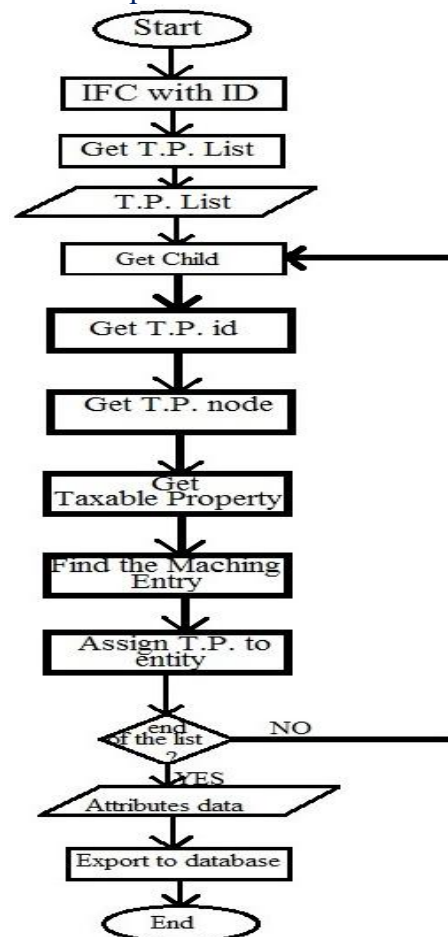 Start
IFC with ID
Get T.P. List
T.P. List
Get Child
Get T.P. id
Get T.P. node
Get
Taxable Property
Find the Maching
Entry
Assign T.P. to
entity
end
of the list
?
NO
YES
Attributes data
Export to database
End